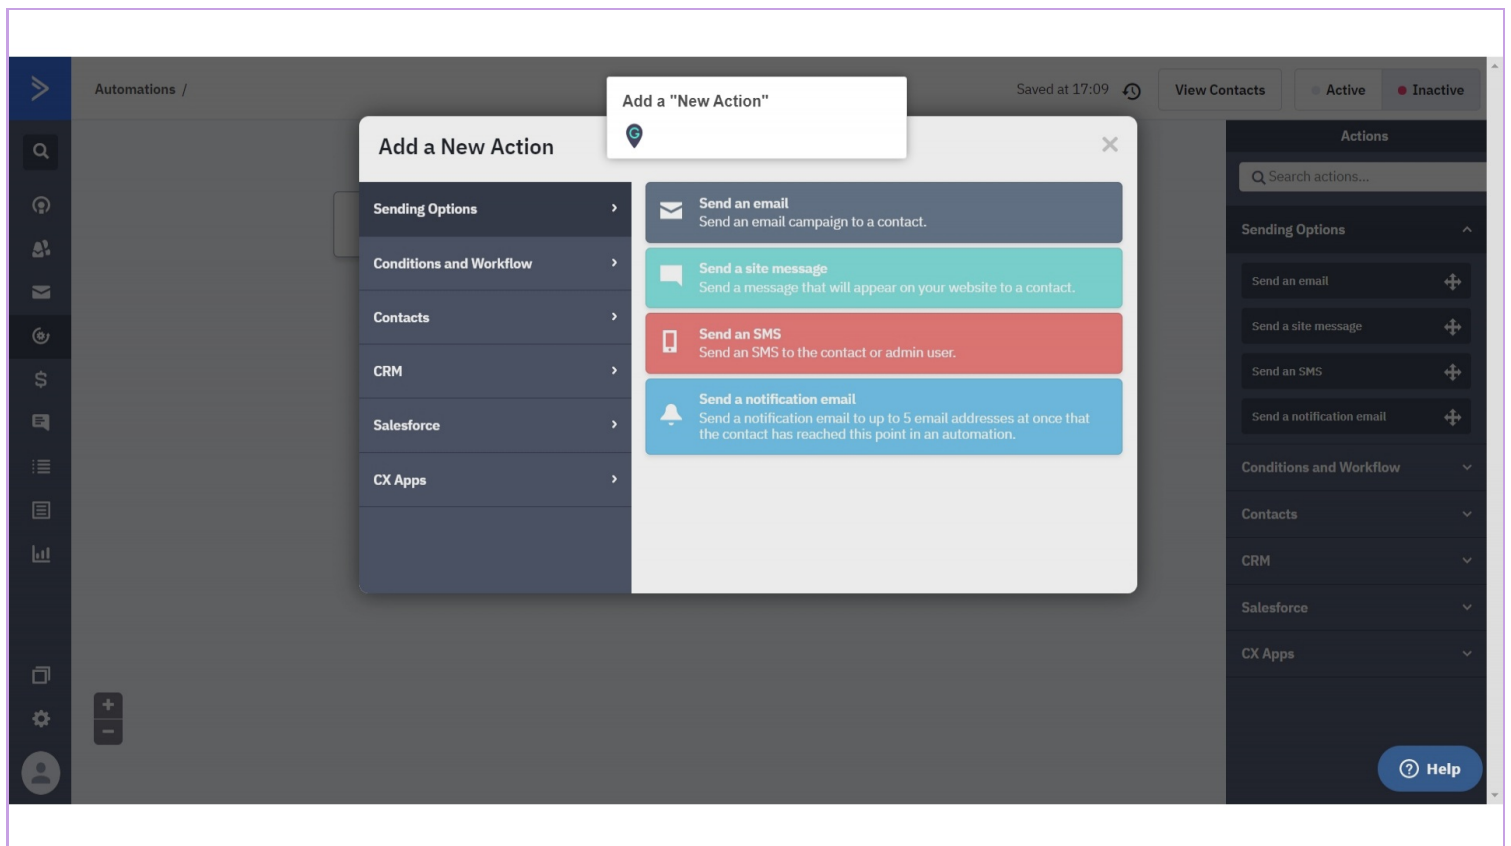 Automations /
Add a "New Action"
Saved at 17:09
View Contacts
Active
Inactive
Add a New Action
Sending Options
Conditions and Workflow
Contacts
CRM
Salesforce
CX Apps
Send an email
Send an email campaign to a contact.
Send a site message
Send a message that will appear on your website to a contact.
Send an SMS
Send an SMS to the contact or admin user.
Send a notification email
Send a notification email to up to 5 email addresses at once that
the contact has reached this point in an automation.
Actions
Search actions...
Sending Options
Send an email
Send a site message
Send an SMS
Send a notification email
Conditions and Workflow
Contacts
CRM
Salesforce
CX Apps
Help